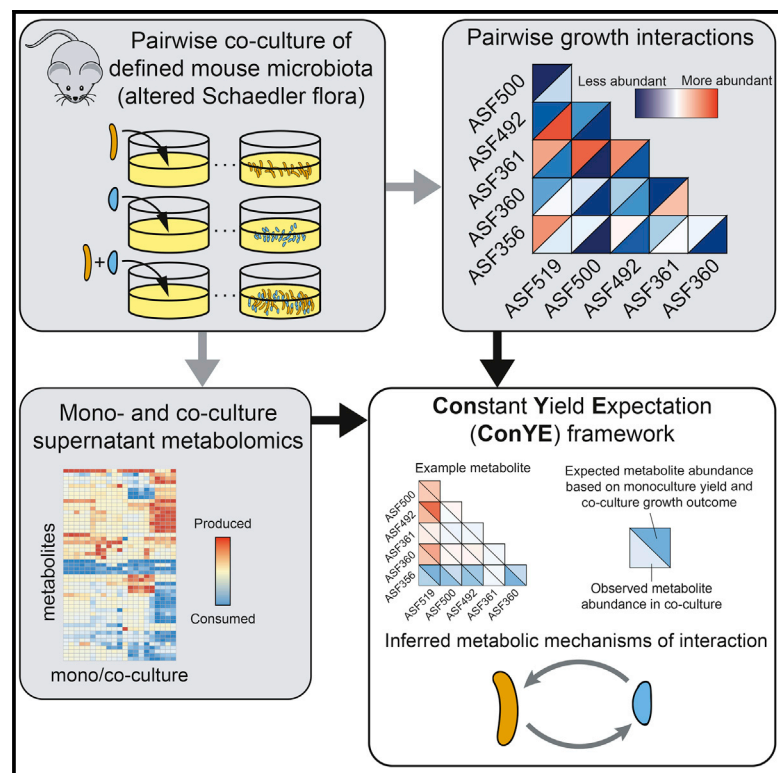 Pairwise co-culture of
defined mouse microbiota
(altered Schaedler flora)
...
+
...
...
Pairwise growth interactions
Less abundant
More abundant
ASF500
ASF492
ASF361
ASF360
ASF356
ASF519
ASF500
ASF492
ASF361
ASF360
Mono- and co-culture
supernatant metabolomics
metabolites
Produced
Consumed
mono/co-culture
Constant Yield Expectation
(ConYE) framework
Example metabolite
ASF500
ASF492
ASF361
ASF360
ASF356
ASF519
ASF500
ASF492
ASF361
ASF360
Expected metabolite abundance
based on monoculture yield and
co-culture growth outcome
Observed metabolite
abundance in co-culture
Inferred metabolic mechanisms of interaction